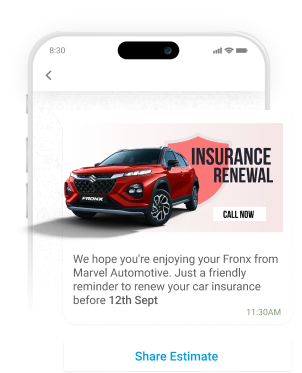 8:30
INSURANCE
RENEWAL
FRONX
CALL NOW
We hope you're enjoying your Fronx from
Marvel Automotive. Just a friendly
reminder to renew your car insurance
before 12th Sept
11:30AM
Share Estimate